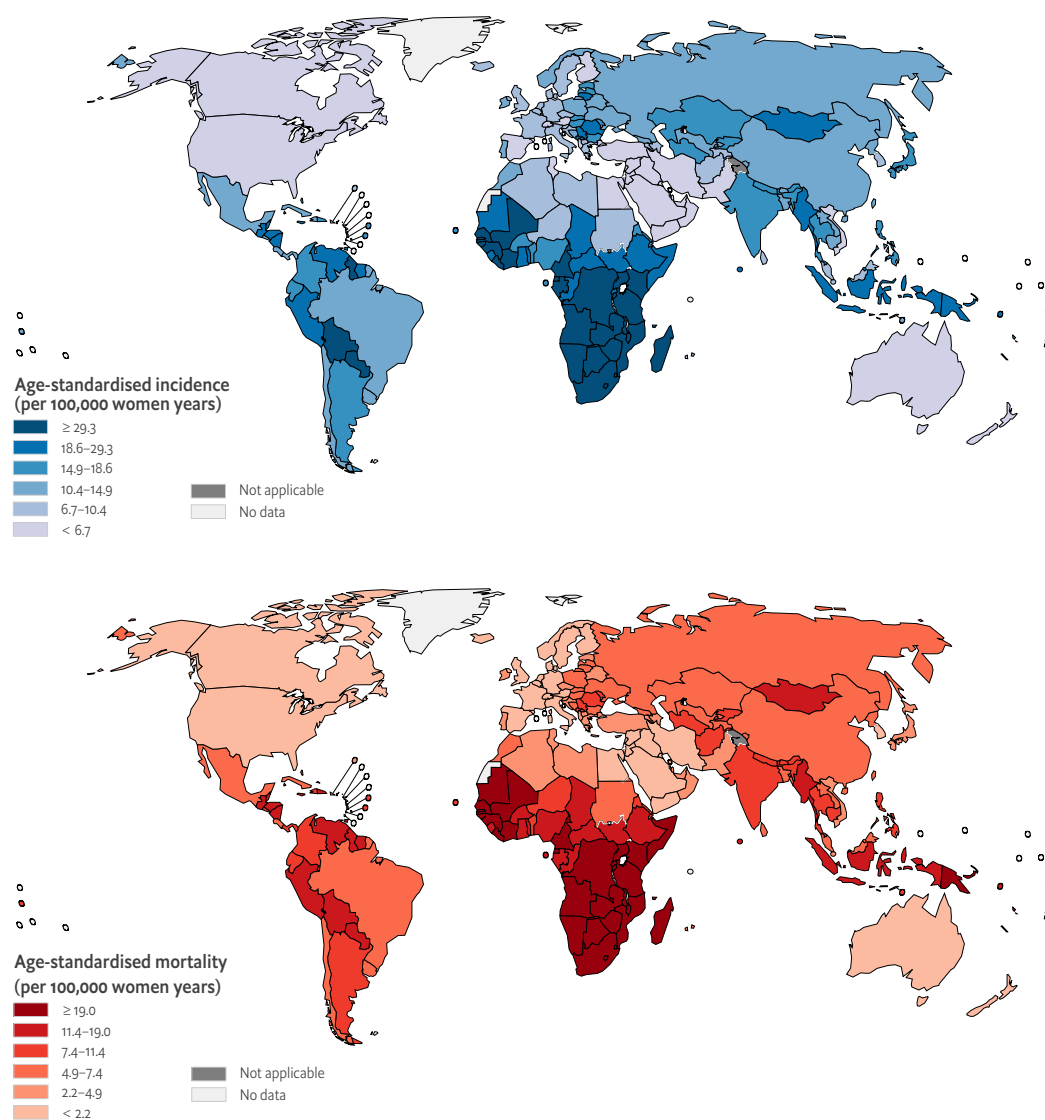 Age-standardised incidence
(per 100,000 women years)
≥ 29.3
18.6–29.3
14.9–18.6
10.4–14.9
6.7–10.4
< 6.7
Not applicable
No data
Age-standardised mortality
(per 100,000 women years)
≥ 19.0
11.4–19.0
7.4–11.4
4.9–7.4
2.2–4.9
< 2.2
Not applicable
No data